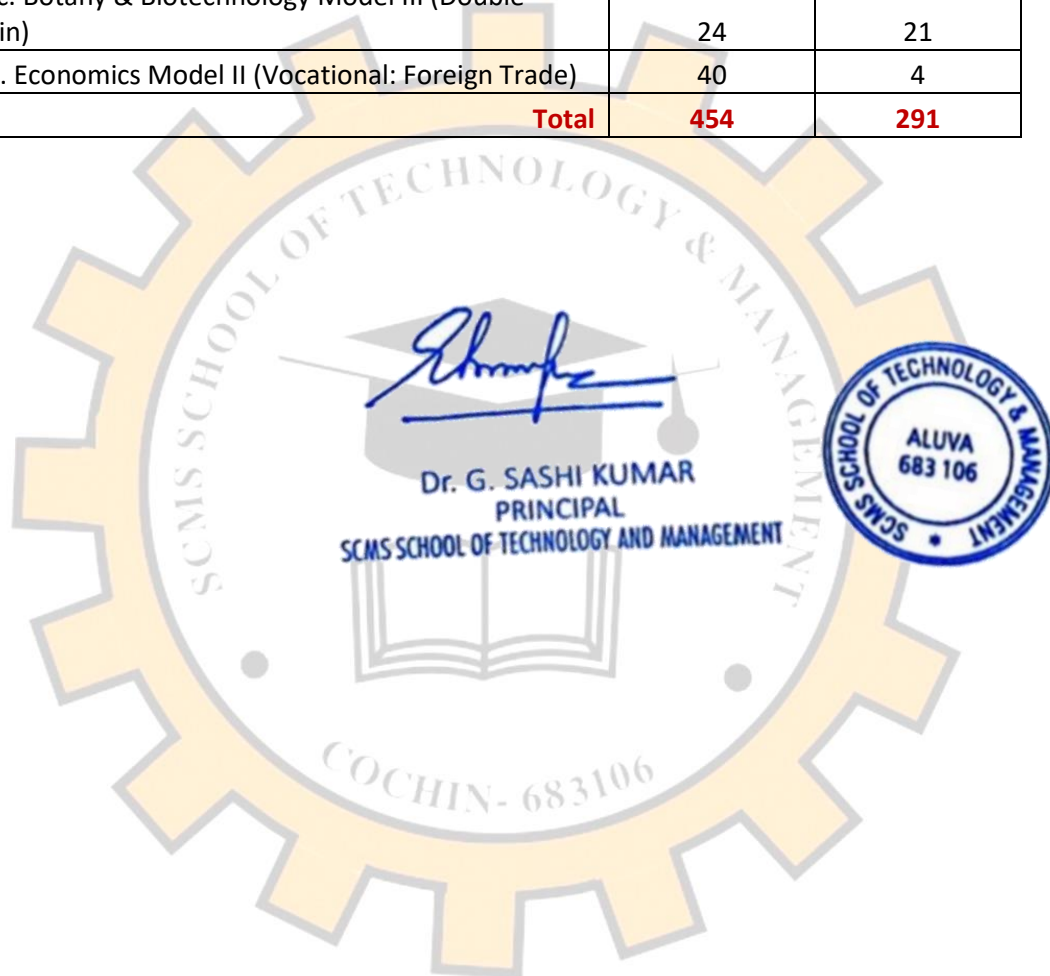 c. Botany & Biotechnology Model III (Double
in) 24 21
. Economics Model II (Vocational: Foreign Trade) 40 4
Total 454 291
SCMS SCHOOL OF TECHNOLOGY & MANAGEMENT
COCHIN- 683106
Dr. G. SASHI KUMAR
PRINCIPAL
SCMS SCHOOL OF TECHNOLOGY AND MANAGEMENT
SCMS SCHOOL OF TECHNOLOGY & MANAGEMENT
ALUVA
683 106